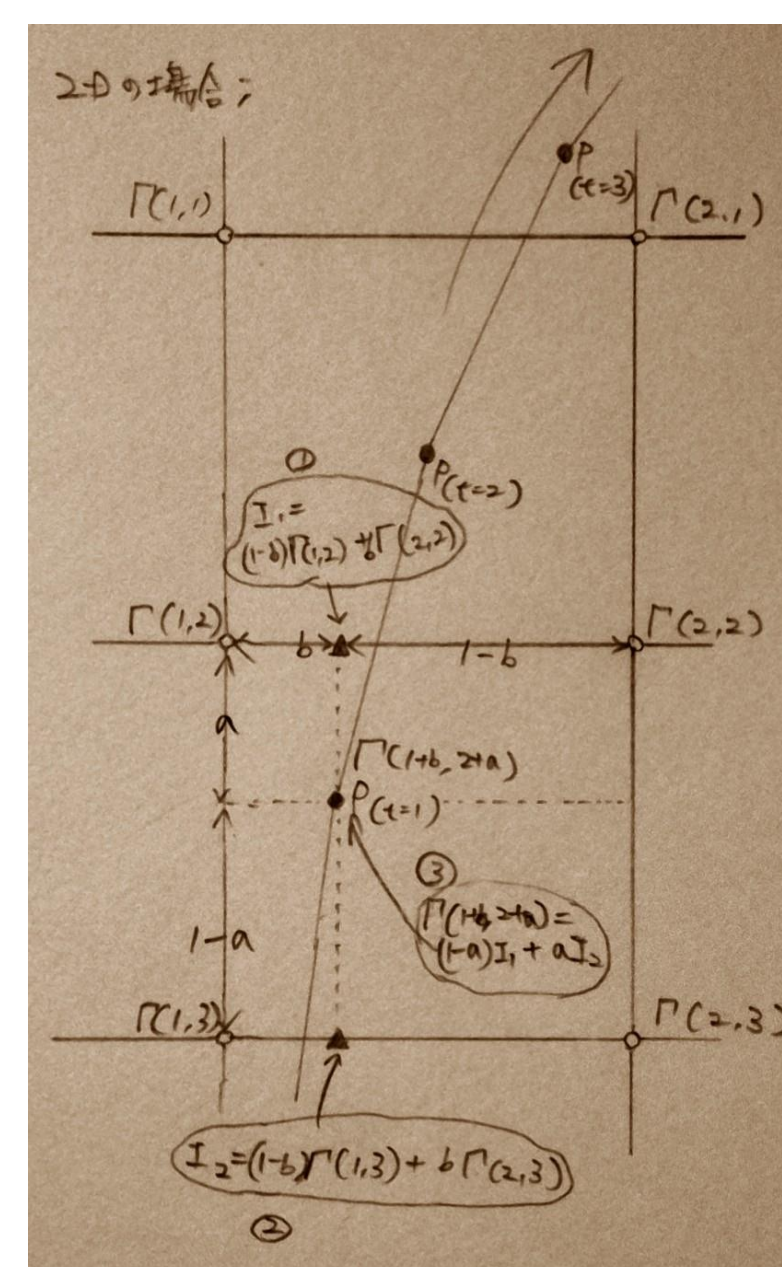 2-Dの場合;
P
(t=3)
Γ(1,1)
Γ(2,1)
①
P(t=2)
I₁=
(1-b)Γ(1,2)+bΓ(2,2)
Γ(1,2)
Γ(2,2)
b
1-b
a
Γ(1+b, 2+a)
P(t=1)
③
Γ(1+b, 2+a)=
(1-a)I₁+aI₂
1-a
Γ(1,3)
Γ(2,3)
I₂=(1-b)Γ(1,3)+bΓ(2,3)
②